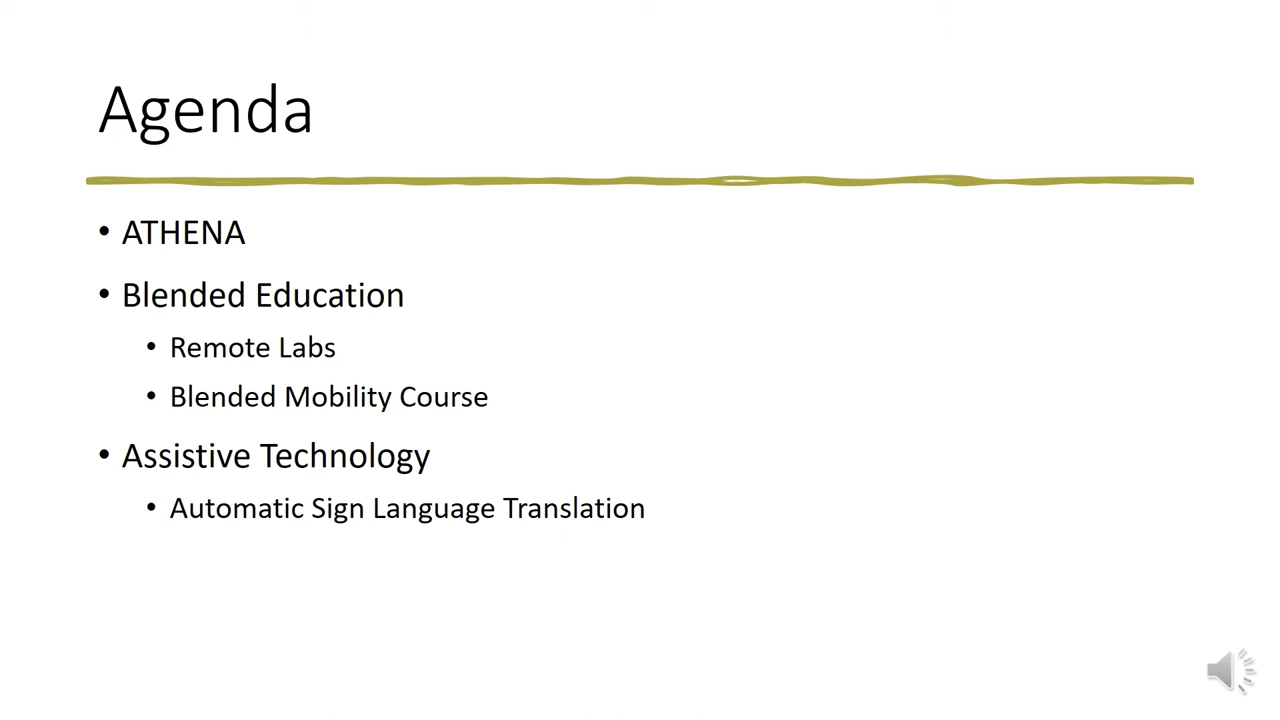 Agenda
• ATHENA
• Blended Education
• Remote Labs
• Blended Mobility Course
• Assistive Technology
• Automatic Sign Language Translation